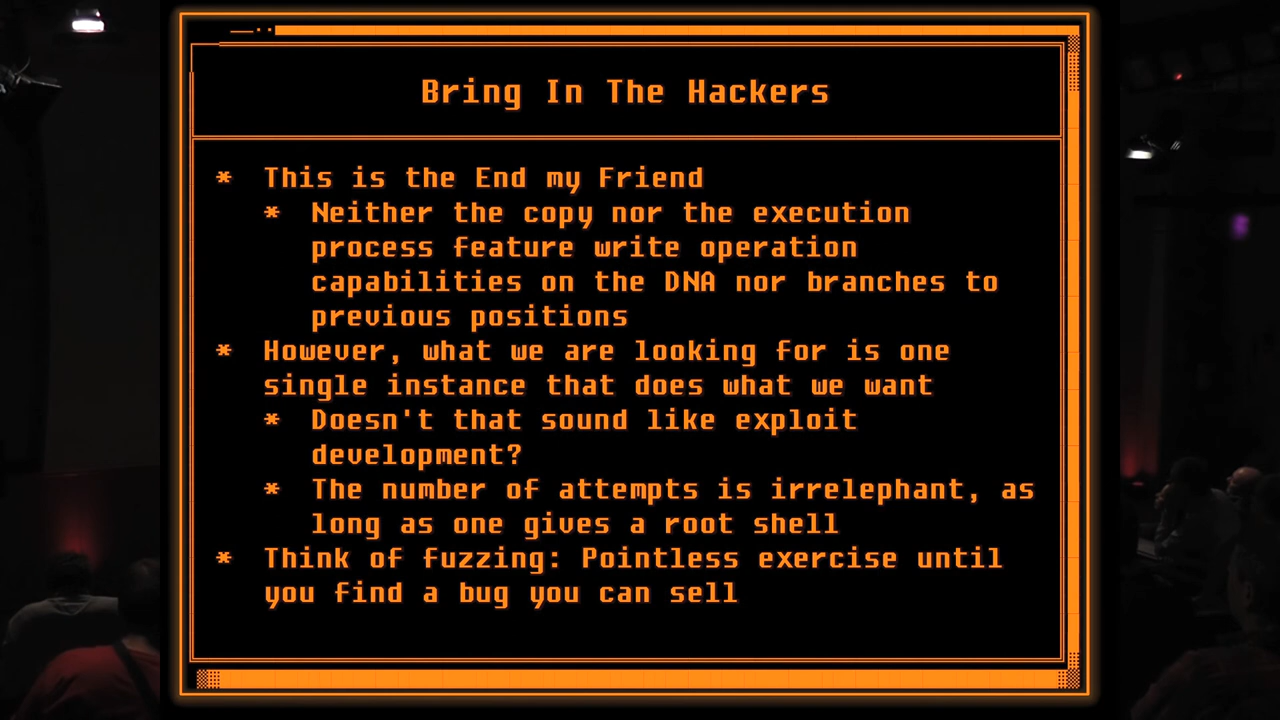 Bring In The Hackers
* This is the End my Friend
* Neither the copy nor the execution
process feature write operation
capabilities on the DNA nor branches to
previous positions
* However, what we are looking for is one
single instance that does what we want
* Doesn't that sound like exploit
development?
* The number of attempts is irrelephant, as
long as one gives a root shell
* Think of fuzzing: Pointless exercise until
you find a bug you can sell